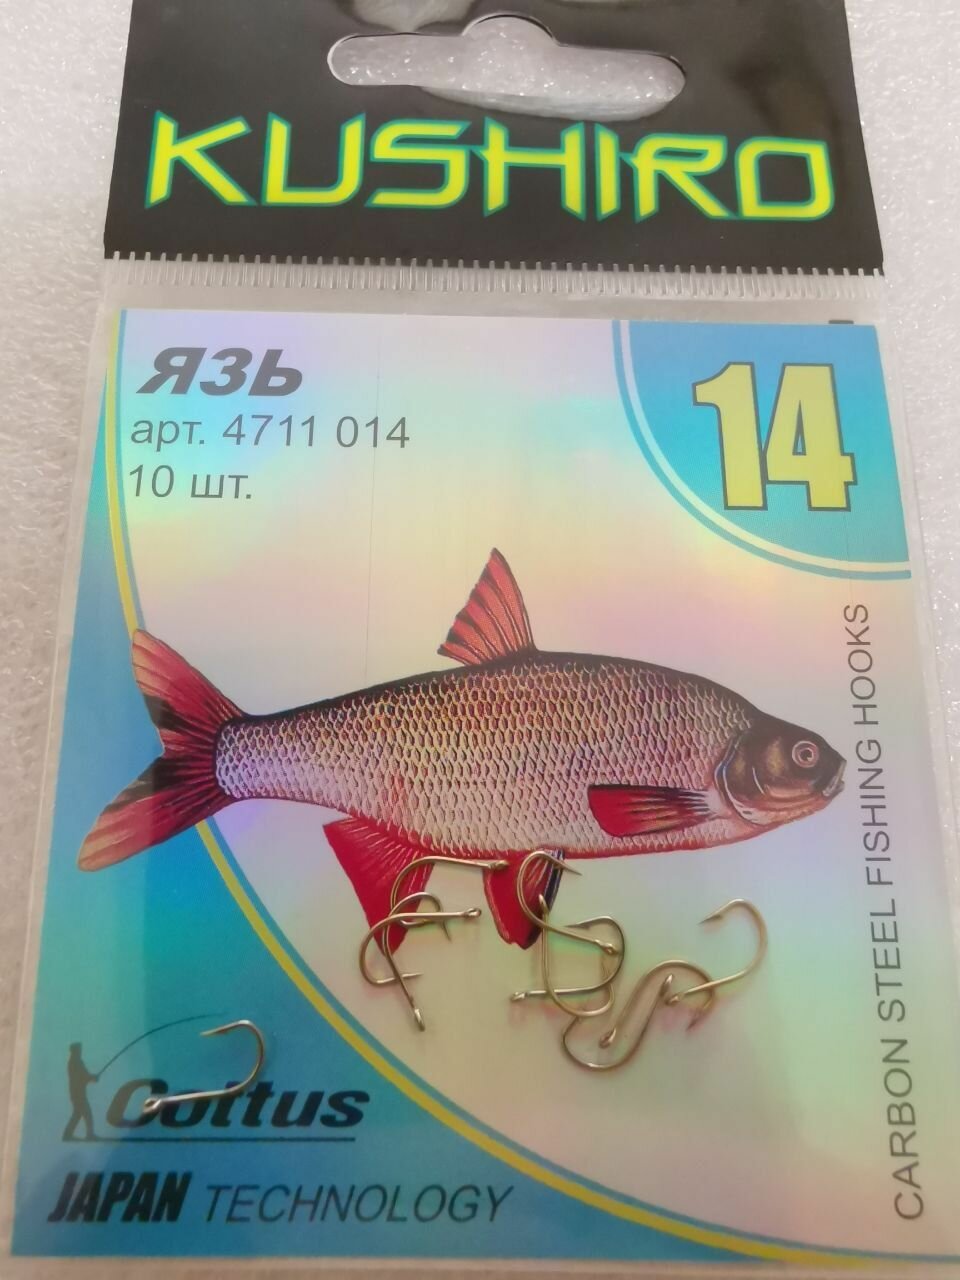 KUSHIRO
ЯЗЬ
арт. 4711 014
10 шт.
14
CARBON STEEL FISHING HOOKS
Cottus
JAPAN TECHNOLOGY